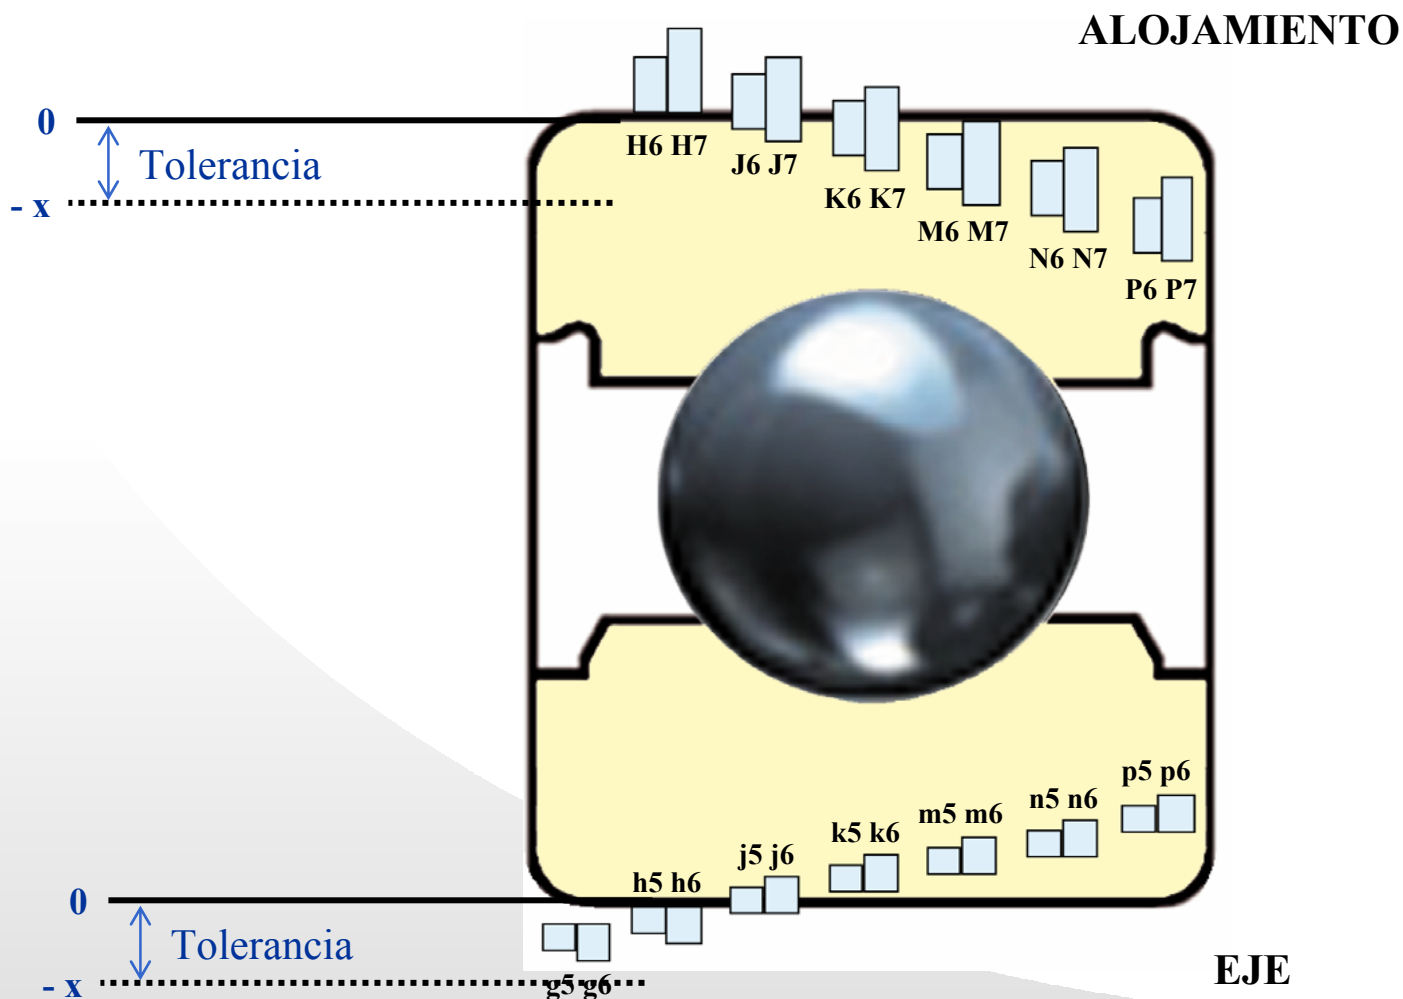 ALOJAMIENTO
0
Tolerancia
- x
H6 H7
J6 J7
K6 K7
M6 M7
N6 N7
P6 P7
p5 p6
n5 n6
m5 m6
k5 k6
j5 j6
h5 h6
0
Tolerancia
- x
g5 g6
EJE